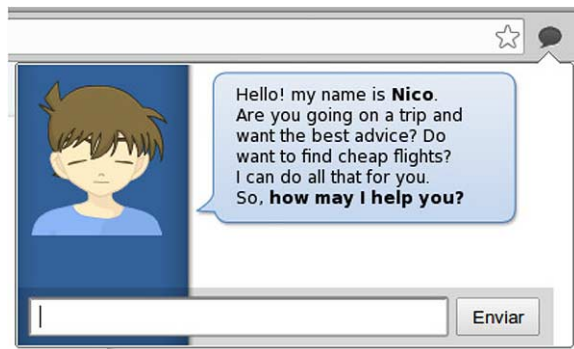 Hello! my name is Nico.
Are you going on a trip and
want the best advice? Do
want to find cheap flights?
I can do all that for you.
So, how may I help you?
Enviar